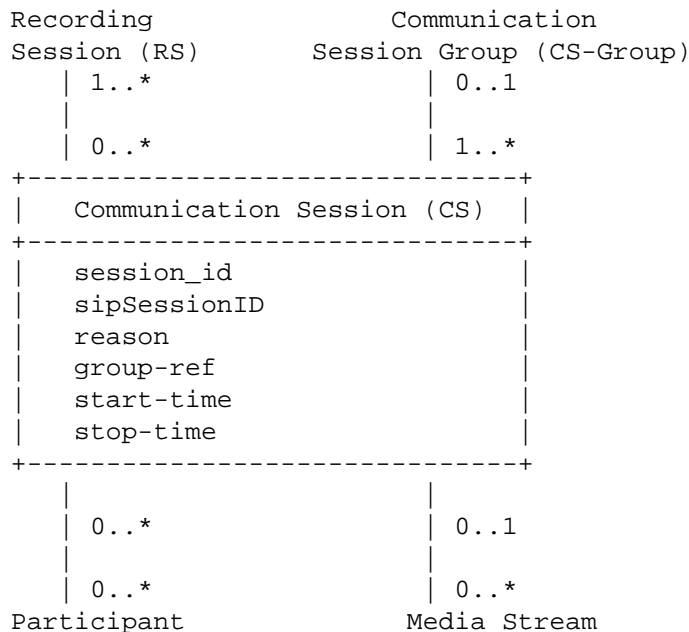 Recording                Communication
Session (RS)       Session Group (CS-Group)
   | 1..*                   | 0..1
   |                        |
   | 0..*                   | 1..*
+-------------------------------+
|   Communication Session (CS)  |
+-------------------------------+
|   session_id                  |
|   sipSessionID                |
|   reason                      |
|   group-ref                   |
|   start-time                  |
|   stop-time                   |
+-------------------------------+
   |                       |
   | 0..*                  | 0..1
   |                       |
   | 0..*                  | 0..*
Participant              Media Stream